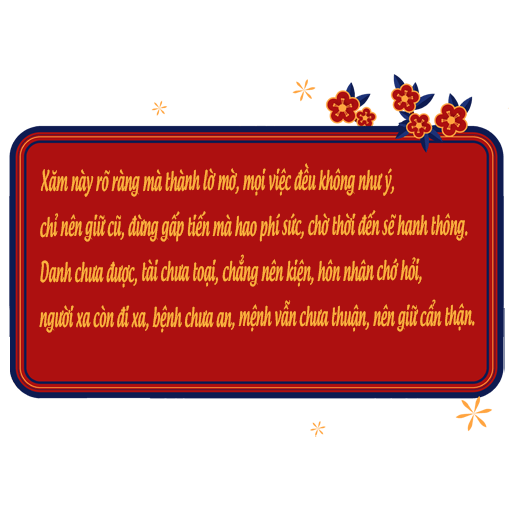 Xăm này rõ ràng mà thành lờ mờ, mọi việc đều không như ý,
chỉ nên giữ cũ, đừng gấp tiến mà hao phí sức, chờ thời đến sẽ hanh thông.
Danh chưa được, tài chưa toại, chẳng nên kiện, hôn nhân chớ hỏi,
người xa còn đi xa, bệnh chưa an, mệnh vẫn chưa thuận, nên giữ cẩn thận.